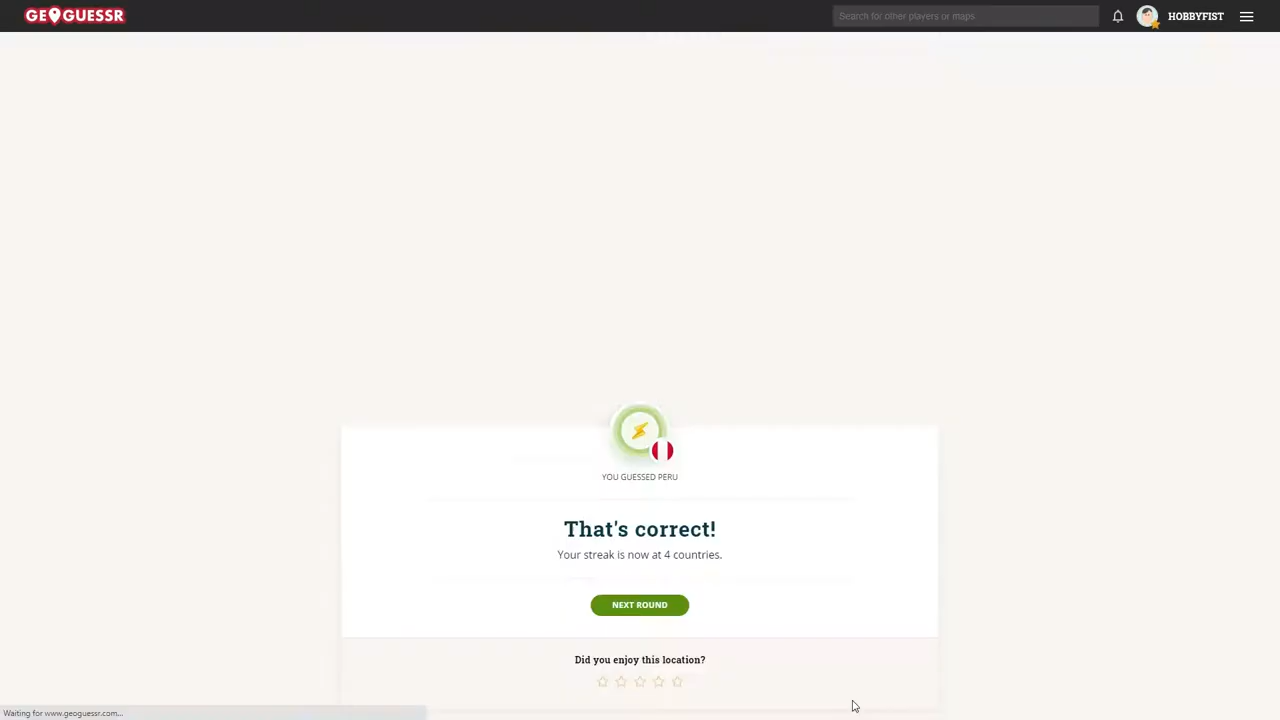 GEOGUESSR
Search for other players or maps
HOBBYFIST
YOU GUESSED PERU
That's correct!
Your streak is now at 4 countries.
NEXT ROUND
Did you enjoy this location?
Waiting for www.geoguessr.com...